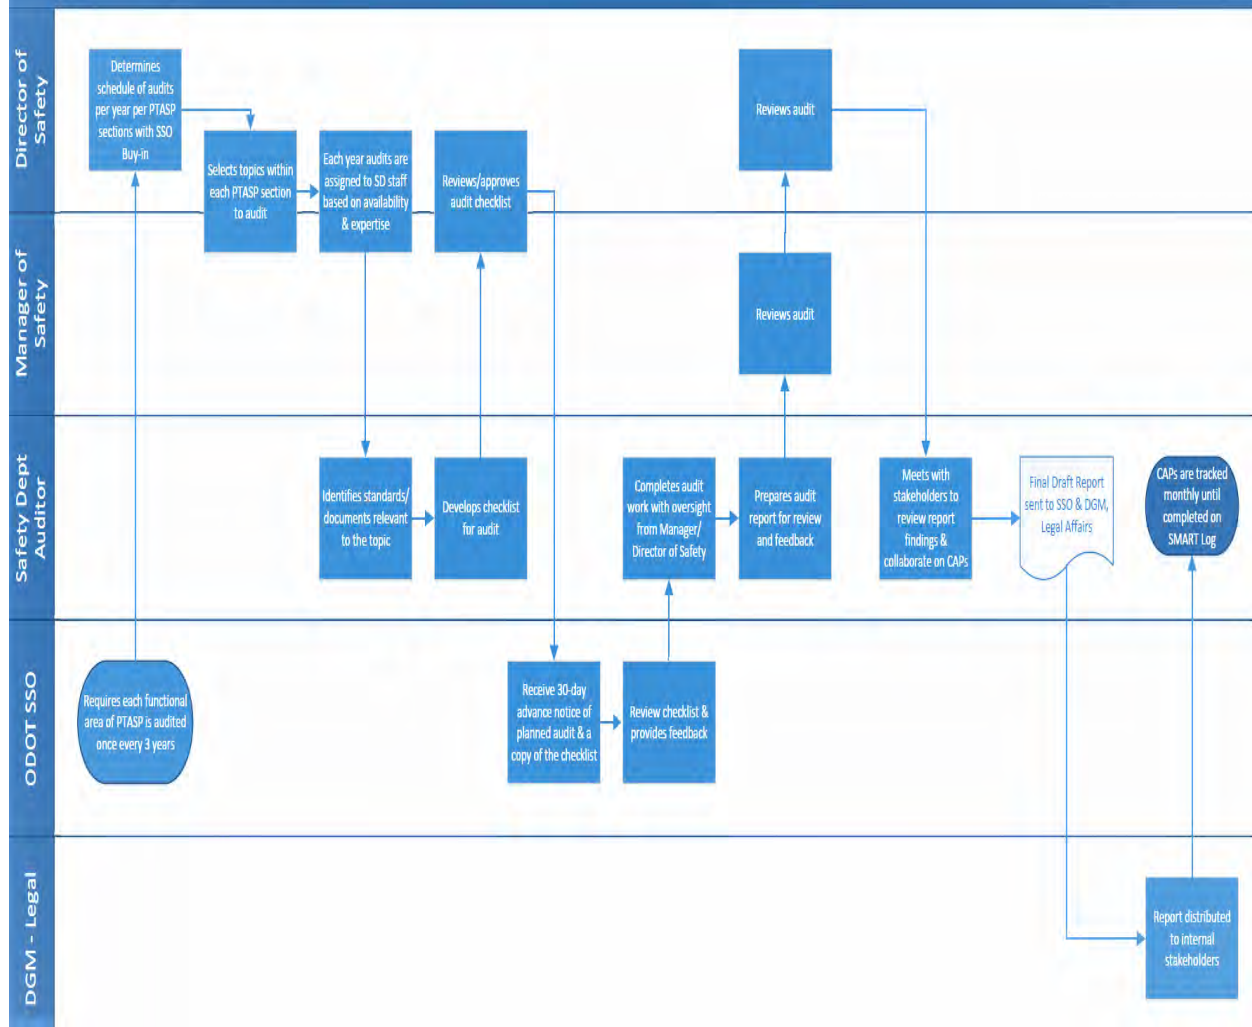 Director of
Safety
Determines
schedule of audits
per year per PTASP
sections with SSO
Buy-in
Selects topics within
each PTASP section
to audit
Each year audits are
assigned to SD staff
based on availability
& expertise
Reviews/approves
audit checklist
Reviews audit
Manager of
Safety
Reviews audit
Safety Dept
Auditor
Identifies standards/
documents relevant
to the topic
Develops checklist
for audit
Completes audit
work with oversight
from Manager/
Director of Safety
Prepares audit
report for review
and feedback
Meets with
stakeholders to
review report
findings &
collaborate on CAPs
Final Draft Report
sent to SSO & DGM,
Legal Affairs
CAPs are tracked
monthly until
completed on
SMART Log
ODOT SSO
Requires each functional
area of PTASP is audited
once every 3 years
Receive 30-day
advance notice of
planned audit & a
copy of the checklist
Review checklist &
provides feedback
DGM - Legal
Report distributed
to internal
stakeholders